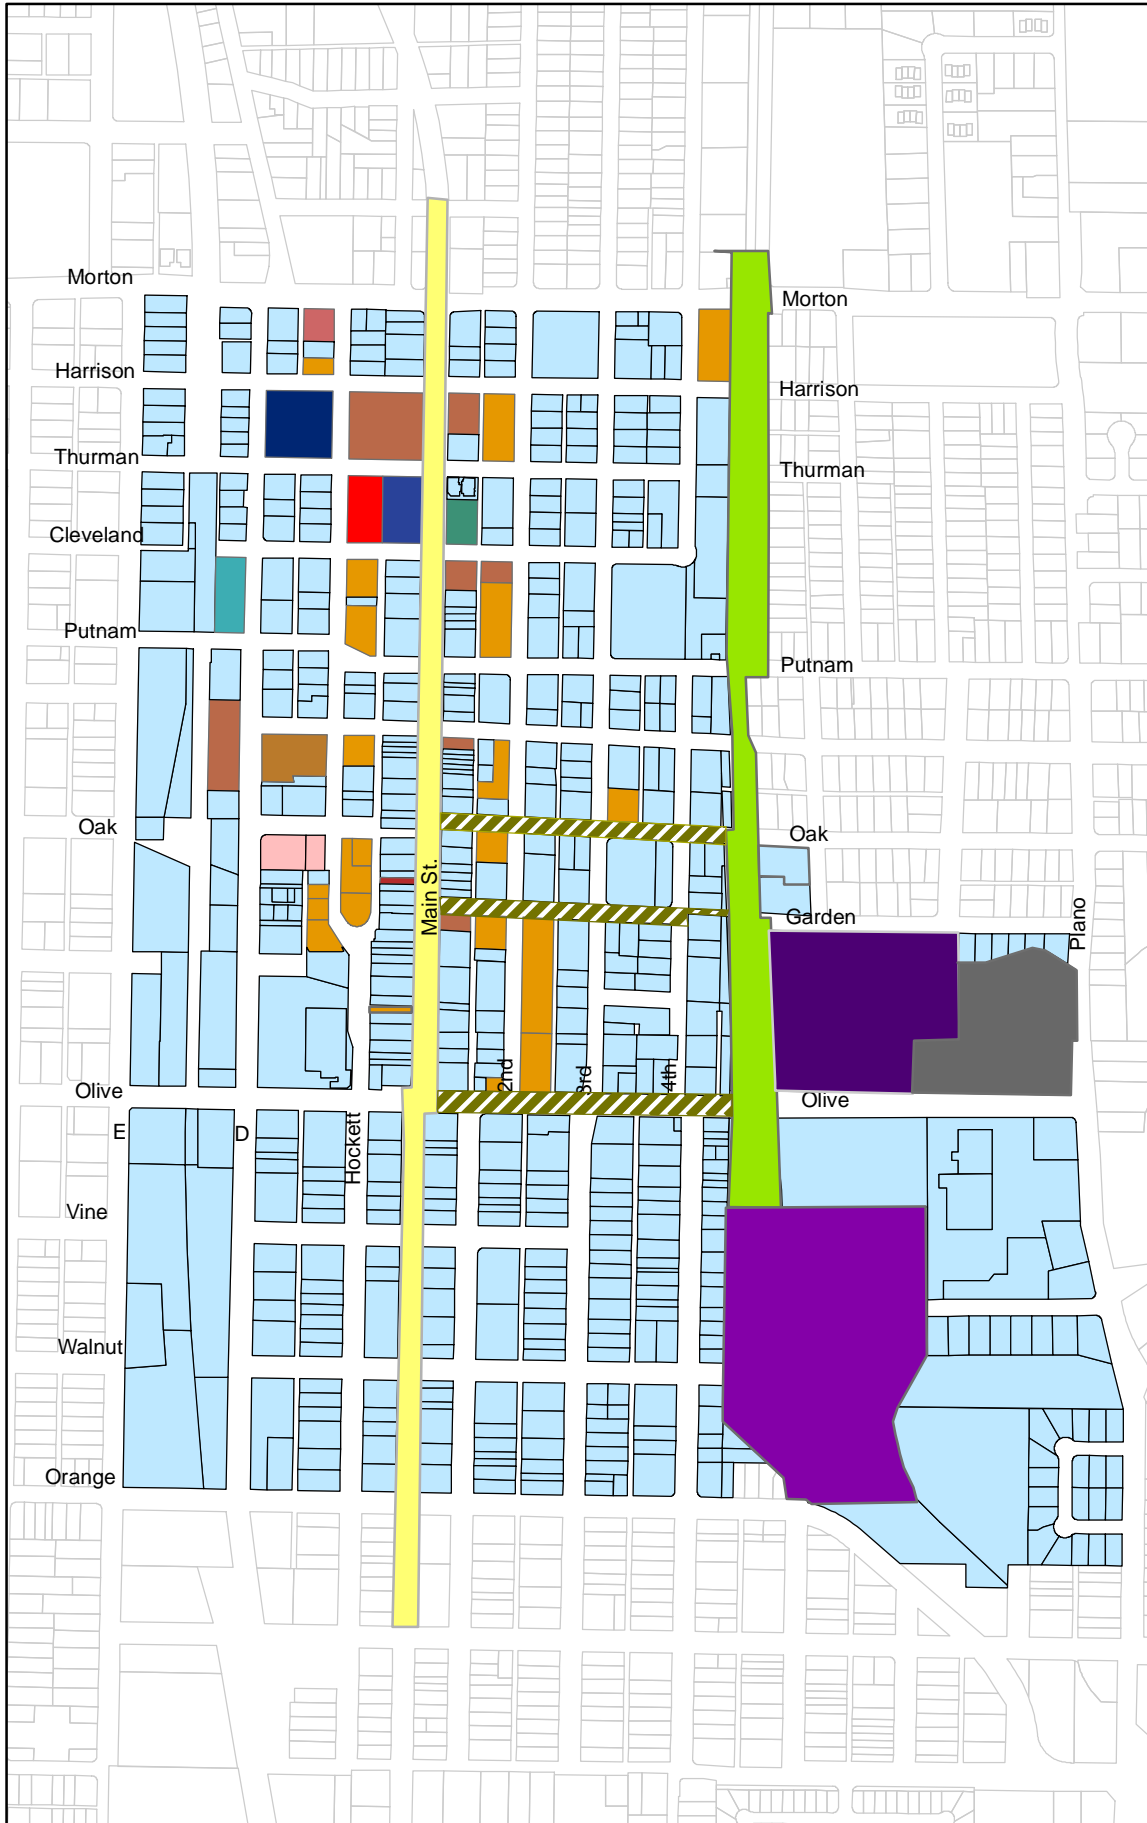 Morton
Morton
Harrison
Harrison
Thurman
Thurman
Cleveland
Putnam
Putnam
Oak
Oak
Main St.
Garden
Plano
2nd
3rd
4th
Olive
Olive
E
D
Hockett
Vine
Walnut
Orange